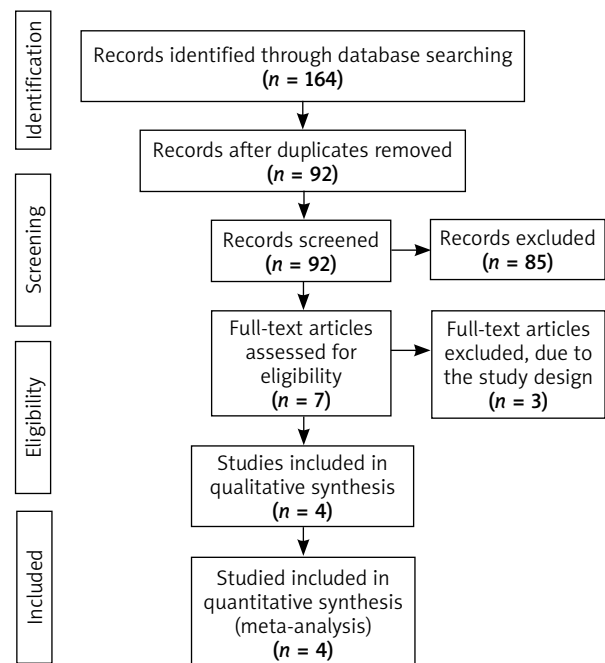 Identification
Records identified through database searching
(n = 164)
Records after duplicates removed
(n = 92)
Screening
Records screened
(n = 92)
Records excluded
(n = 85)
Eligibility
Full-text articles
assessed for
eligibility
(n = 7)
Full-text articles
excluded, due to
the study design
(n = 3)
Studies included in
qualitative synthesis
(n = 4)
Included
Studied included in
quantitative synthesis
(meta-analysis)
(n = 4)